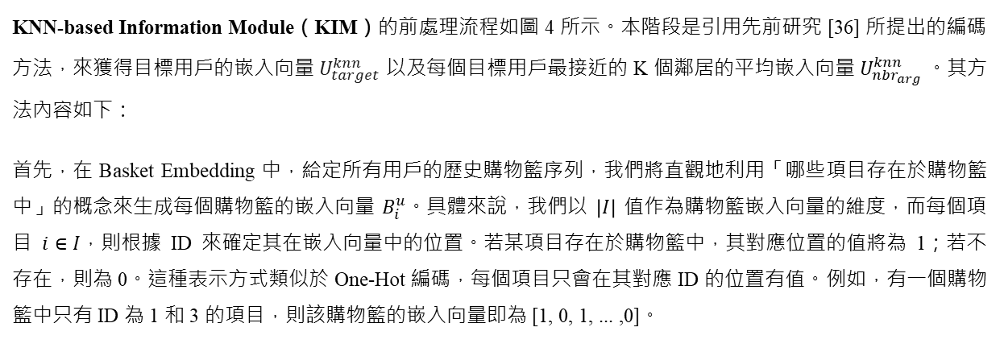 KNN-based Information Module（KIM）的前處理流程如圖 4 所示。本階段是引用先前研究 [36] 所提出的編碼
方法，來獲得目標用戶的嵌入向量 $U_{target}^{knn}$ 以及每個目標用戶最接近的 K 個鄰居的平均嵌入向量 $U_{nbr_{arg}}^{knn}$ 。其方
法內容如下：
首先，在 Basket Embedding 中，給定所有用戶的歷史購物籃序列，我們將直觀地利用「哪些項目存在於購物籃
中」的概念來生成每個購物籃的嵌入向量 $B_i^u$。具體來說，我們以 |I| 值作為購物籃嵌入向量的維度，而每個項
目 i ∈ I，則根據 ID 來確定其在嵌入向量中的位置。若某項目存在於購物籃中，其對應位置的值將為 1；若不
存在，則為 0。這種表示方式類似於 One-Hot 編碼，每個項目只會在其對應 ID 的位置有值。例如，有一個購物
籃中只有 ID 為 1 和 3 的項目，則該購物籃的嵌入向量即為 [1, 0, 1, ... ,0]。